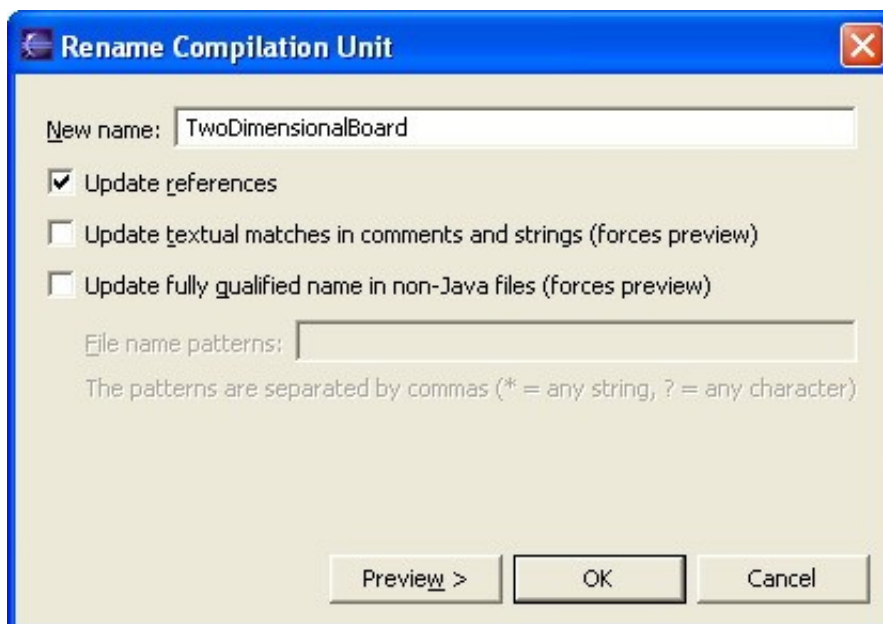 Rename Compilation Unit
New name: TwoDimensionalBoard
Update references
Update textual matches in comments and strings (forces preview)
Update fully qualified name in non-Java files (forces preview)
File name patterns:
The patterns are separated by commas (* = any string, ? = any character)
Preview > OK Cancel